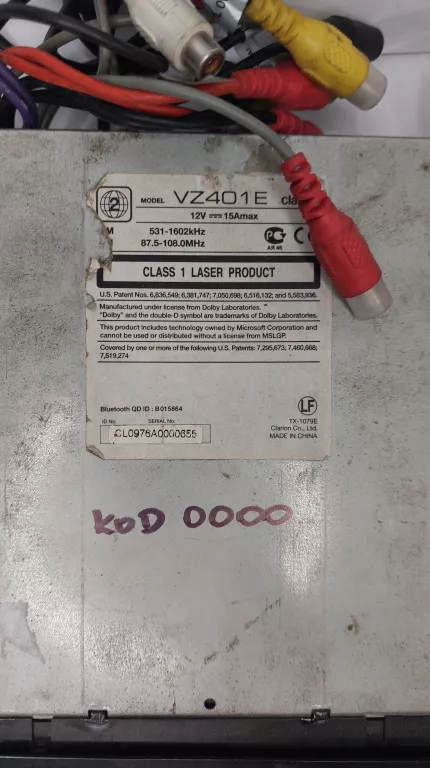 2 MODEL VZ401E Cla
12V 15Amax
M 531-1602kHz
87.5-108.0MHz
AR 46
CLASS 1 LASER PRODUCT
U.S. Patent Nos. 6,836,549; 6,381,747; 7,050,698; 6,516,132; and 5,583,936.
Manufactured under license from Dolby Laboratories.
"Dolby" and the double-D symbol are trademarks of Dolby Laboratories.
This product includes technology owned by Microsoft Corporation and
cannot be used or distributed without a license from MSLGP.
Covered by one or more of the following U.S. Patents: 7,295,673; 7,460,668;
7,519,274
Bluetooth QD ID : B015864
LF
ID No. SERIAL No.
TX-1079E
Clarion Co., Ltd.
MADE IN CHINA
KOD 0000